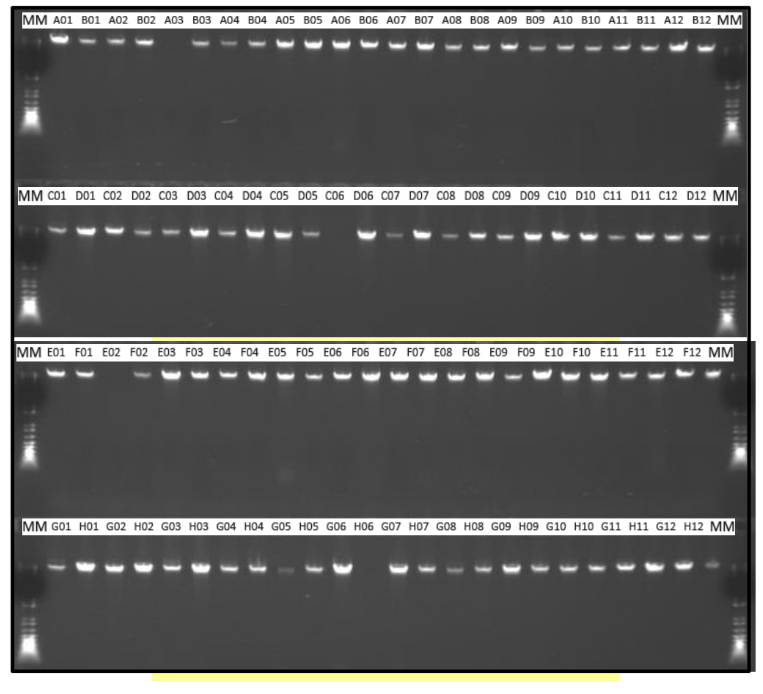 MM A01 B01 A02 B02 A03 B03 A04 B04 A05 B05 A06 B06 A07 B07 A08 B08 A09 B09 A10 B10 A11 B11 A12 B12 MM
MM C01 D01 C02 D02 C03 D03 C04 D04 C05 D05 C06 D06 C07 D07 C08 D08 C09 D09 C10 D10 C11 D11 C12 D12 MM
MM E01 F01 E02 F02 E03 F03 E04 F04 E05 F05 E06 F06 E07 F07 E08 F08 E09 F09 E10 F10 E11 F11 E12 F12 MM
MM G01 H01 G02 H02 G03 H03 G04 H04 G05 H05 G06 H06 G07 H07 G08 H08 G09 H09 G10 H10 G11 H11 G12 H12 MM